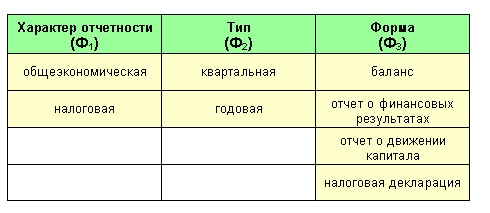 Характер отчетности Тип Форма
(Ф1) (Ф2) (Ф3)
общеэкономическая квартальная баланс
налоговая годовая отчет о финансовых
результатах
отчет о движении
капитала
налоговая декларация